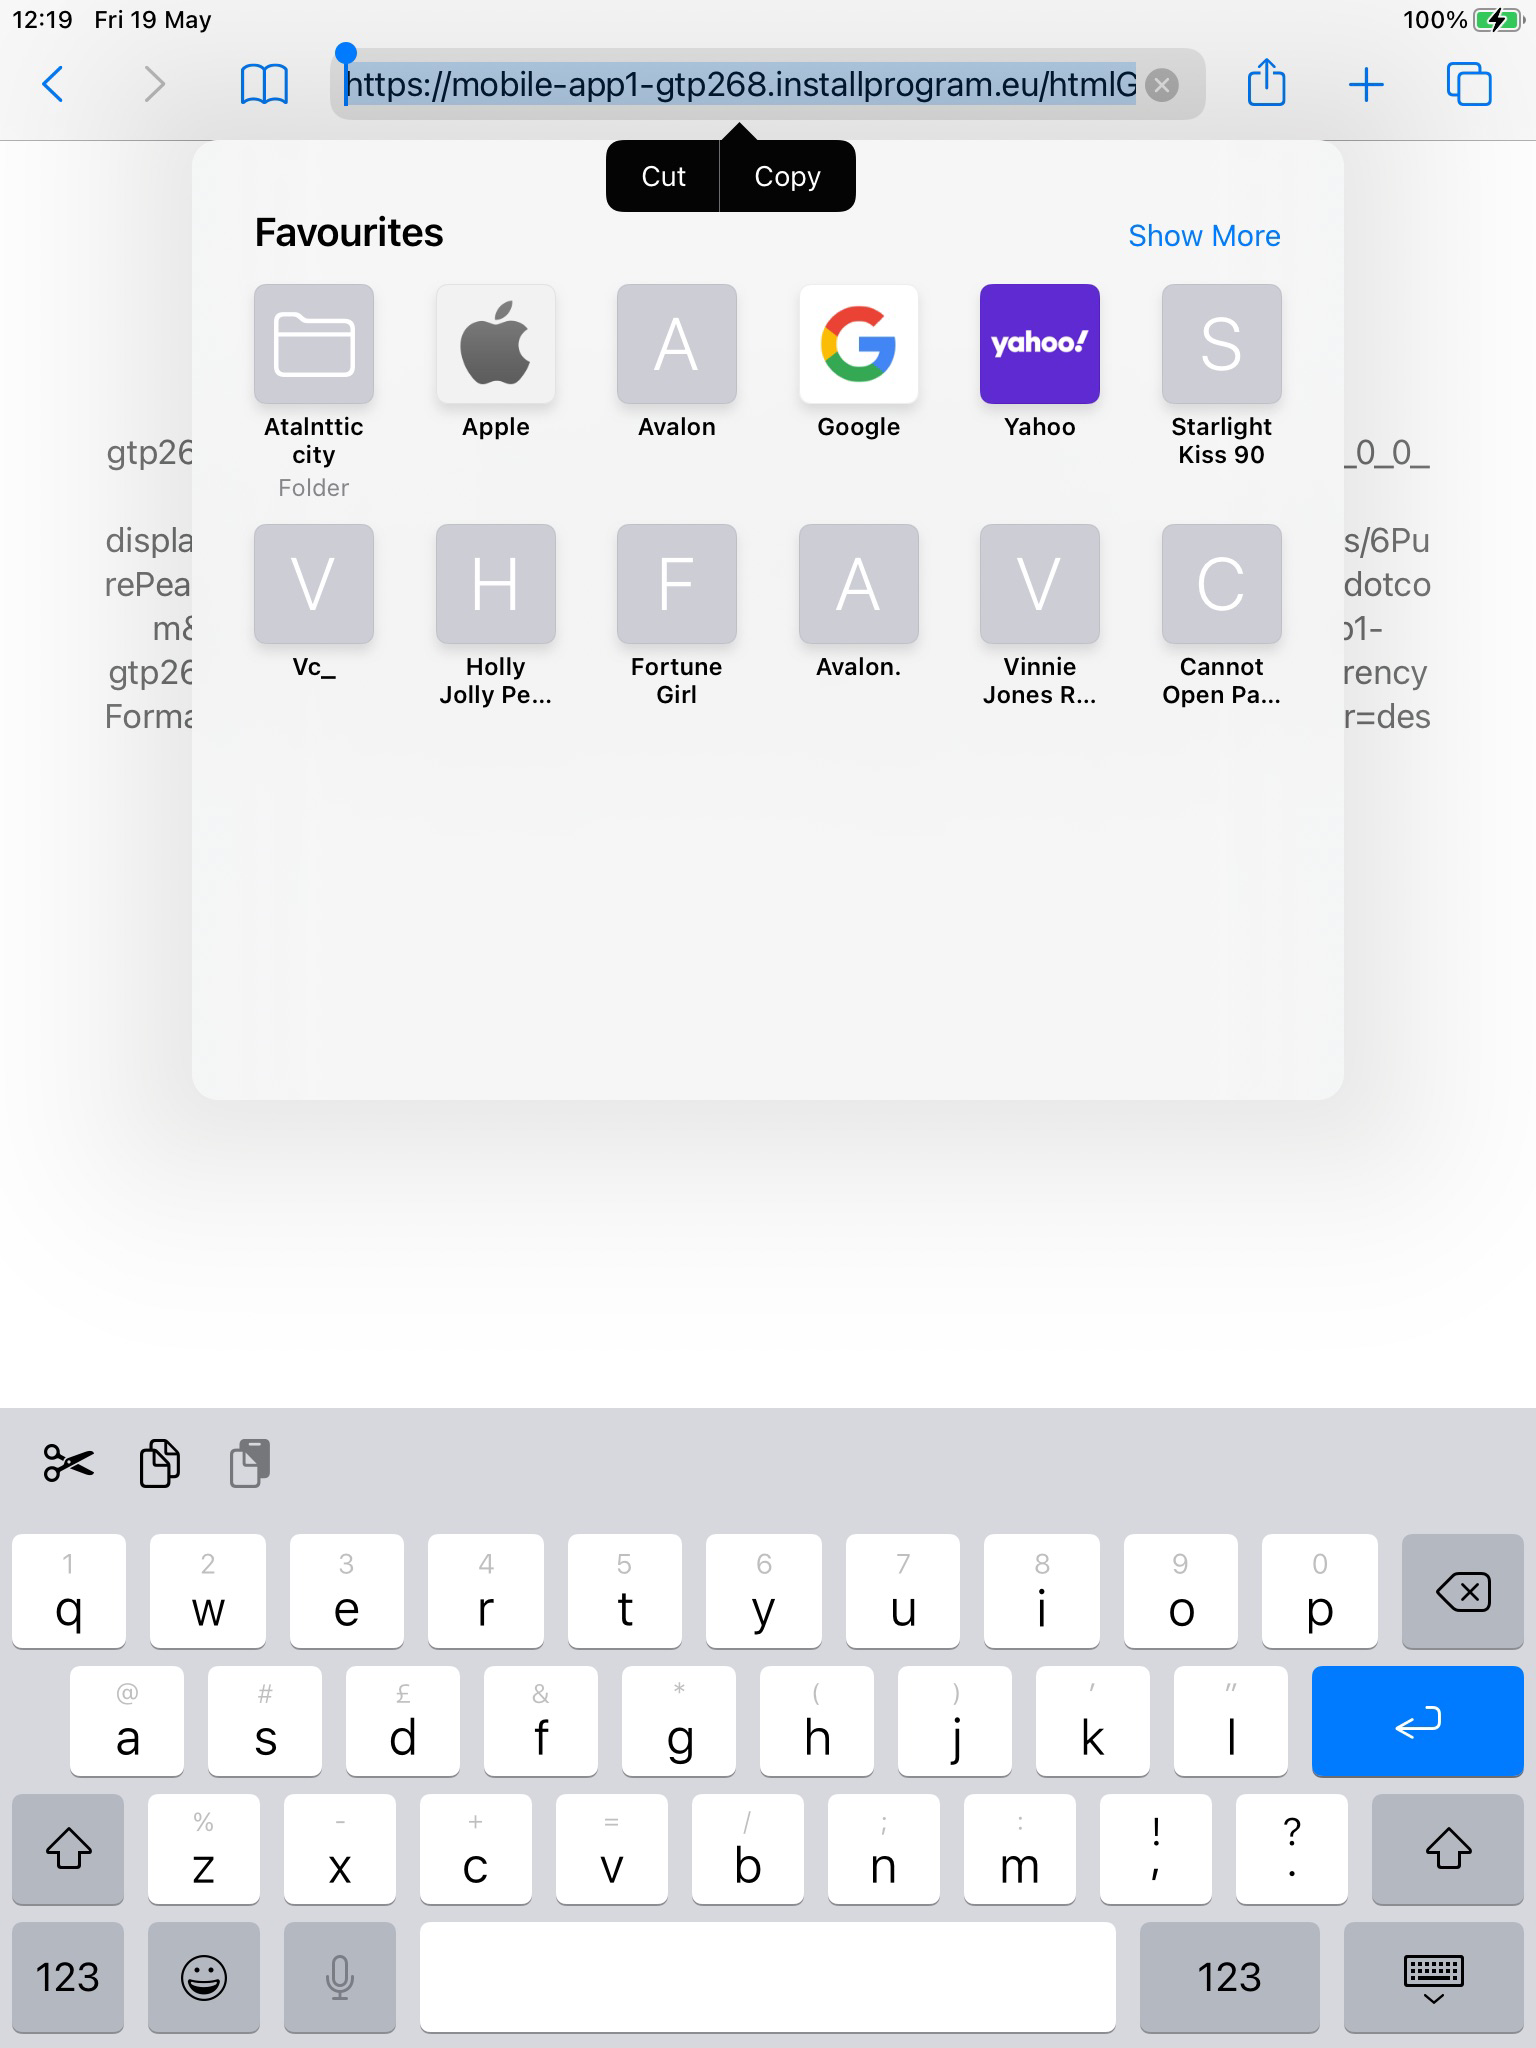 12:19 Fri 19 May 100%
https://mobile-app1-gtp268.installprogram.eu/htmlG
Cut Copy
Favourites Show More
A G yahoo! S
Atalnttic city Apple Avalon Google Yahoo Starlight Kiss 90
Folder
gtp26 _0_0_
displa s/6Pu
rePea dotco
m& p1-
gtp26 rency
Forma r=des
V H F A V C
Vc_ Holly Jolly Pe... Fortune Girl Avalon. Vinnie Jones R... Cannot Open Pa...
1 2 3 4 5 6 7 8 9 0
q w e r t y u i o p
@ # £ & * ( ) ' "
a s d f g h j k l
% - + = / ; : ! ?
z x c v b n m , .
123 123